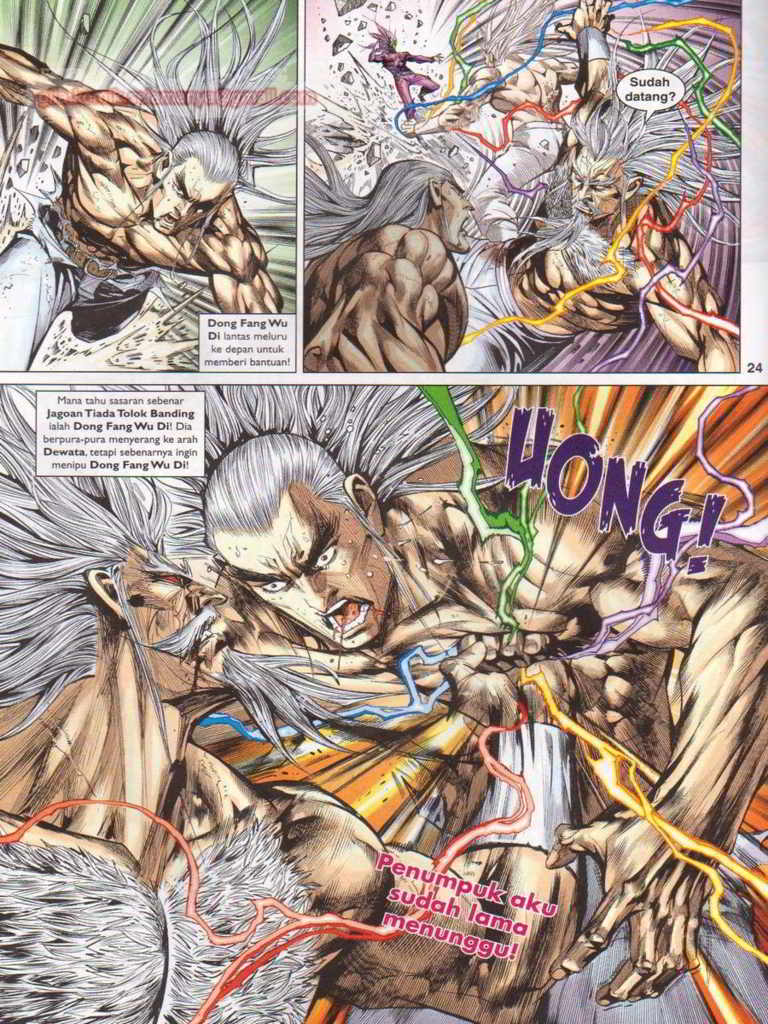 Dong Fang Wu
Di lantas meluru
ke depan untuk
memberi bantuan!
Sudah
datang?
24
Mana tahu sasaran sebenar
Jagoan Tiada Tolok Banding
ialah Dong Fang Wu Di! Dia
berpura-pura menyerang ke arah
Dewata, tetapi sebenarnya ingin
menipu Dong Fang Wu Di!
UONG!
Penumpuk aku
sudah lama
menunggu!